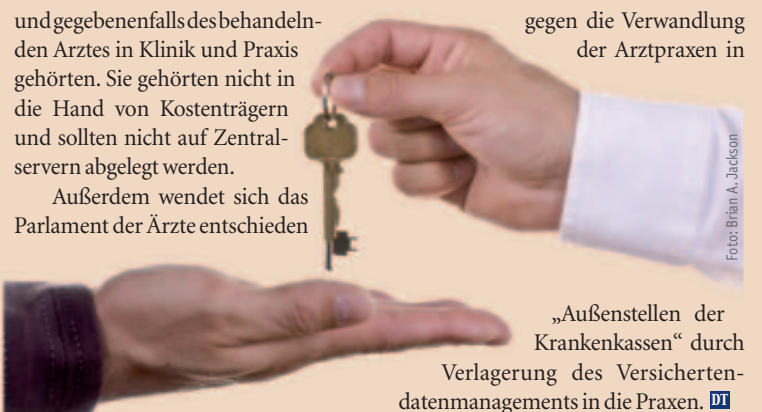 und gegebenenfalls des behandeln-
den Arztes in Klinik und Praxis
gehörten. Sie gehörten nicht in
die Hand von Kostenträgern
und sollten nicht auf Zentral-
servern abgelegt werden.
Außerdem wendet sich das
Parlament der Ärzte entschieden
gegen die Verwandlung
der Arztpraxen in
„Außenstellen der
Krankenkassen“ durch
Verlagerung des Versicherten-
datenmanagements in die Praxen. DT
Foto: Brian A. Jackson